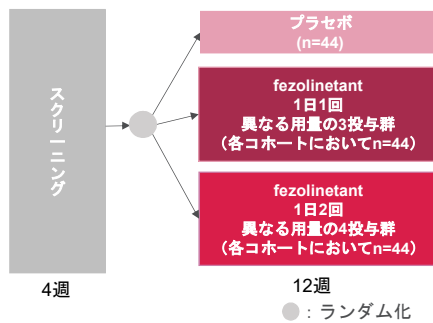 スクリーニング
プラセボ
(n=44)
fezolinetant
1日1回
異なる用量の3投与群
（各コホートにおいてn=44）
fezolinetant
1日2回
異なる用量の4投与群
（各コホートにおいてn=44）
4週
12週
：ランダム化